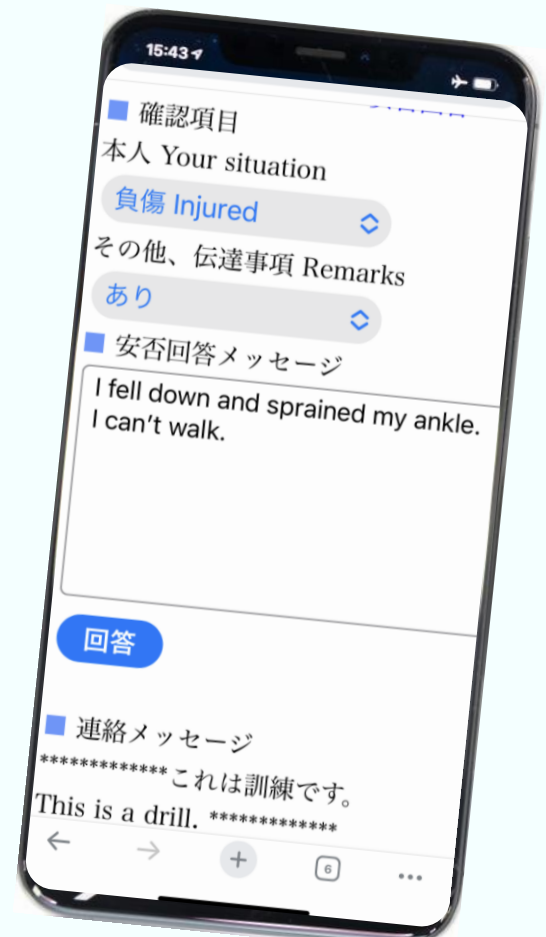 15:43
■ 確認項目
本人 Your situation
負傷 Injured
その他、伝達事項 Remarks
あり
■ 安否回答メッセージ
I fell down and sprained my ankle.
I can't walk.
回答
■ 連絡メッセージ
*************これは訓練です。
This is a drill. *************
6